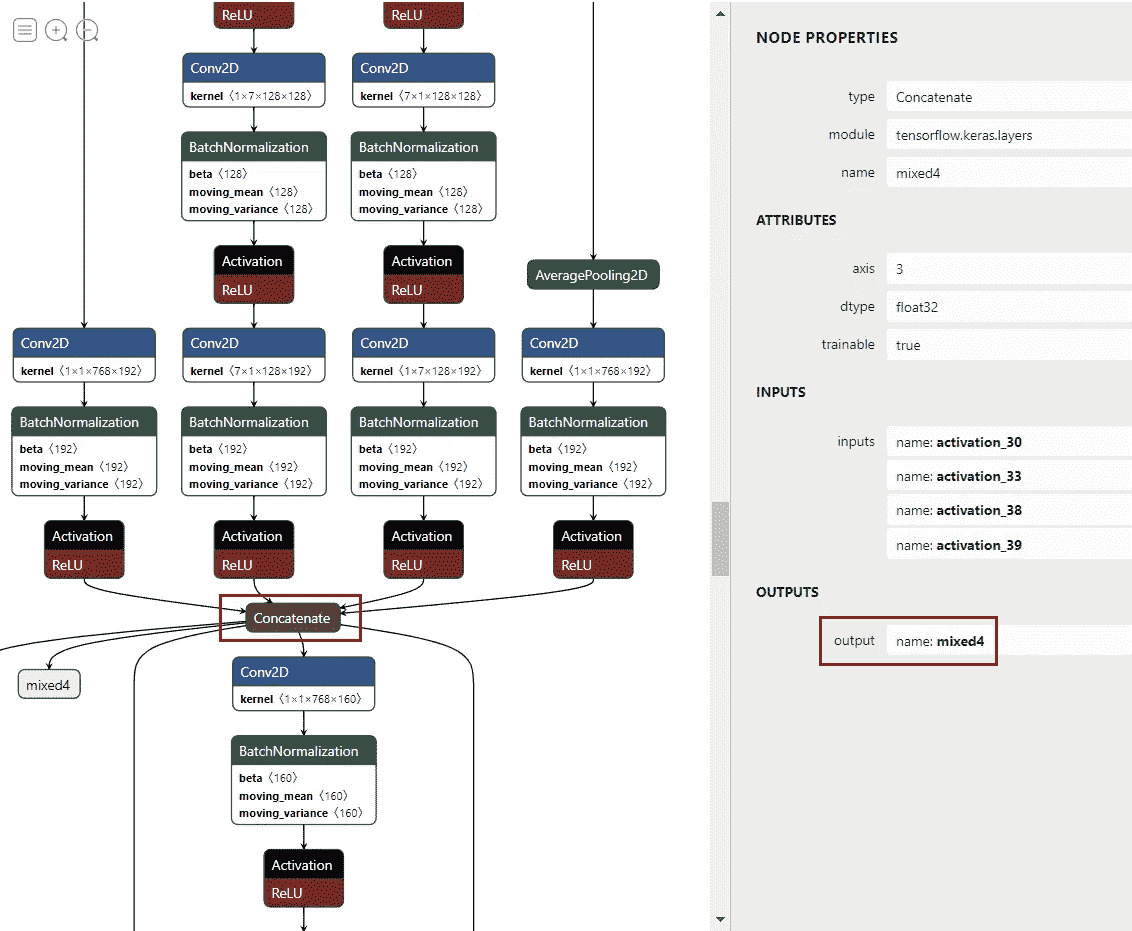 ReLU
ReLU
Conv2D
kernel 〈1×7×128×128〉
Conv2D
kernel 〈7×1×128×128〉
BatchNormalization
beta 〈128〉
moving_mean 〈128〉
moving_variance 〈128〉
BatchNormalization
beta 〈128〉
moving_mean 〈128〉
moving_variance 〈128〉
Activation
ReLU
Activation
ReLU
AveragePooling2D
Conv2D
kernel 〈1×1×768×192〉
Conv2D
kernel 〈7×1×128×192〉
Conv2D
kernel 〈1×7×128×192〉
Conv2D
kernel 〈1×1×768×192〉
BatchNormalization
beta 〈192〉
moving_mean 〈192〉
moving_variance 〈192〉
BatchNormalization
beta 〈192〉
moving_mean 〈192〉
moving_variance 〈192〉
BatchNormalization
beta 〈192〉
moving_mean 〈192〉
moving_variance 〈192〉
BatchNormalization
beta 〈192〉
moving_mean 〈192〉
moving_variance 〈192〉
Activation
ReLU
Activation
ReLU
Activation
ReLU
Activation
ReLU
Concatenate
mixed4
Conv2D
kernel 〈1×1×768×160〉
BatchNormalization
beta 〈160〉
moving_mean 〈160〉
moving_variance 〈160〉
Activation
ReLU
NODE PROPERTIES
type Concatenate
module tensorflow.keras.layers
name mixed4
ATTRIBUTES
axis 3
dtype float32
trainable true
INPUTS
inputs name: activation_30
name: activation_33
name: activation_38
name: activation_39
OUTPUTS
output name: mixed4